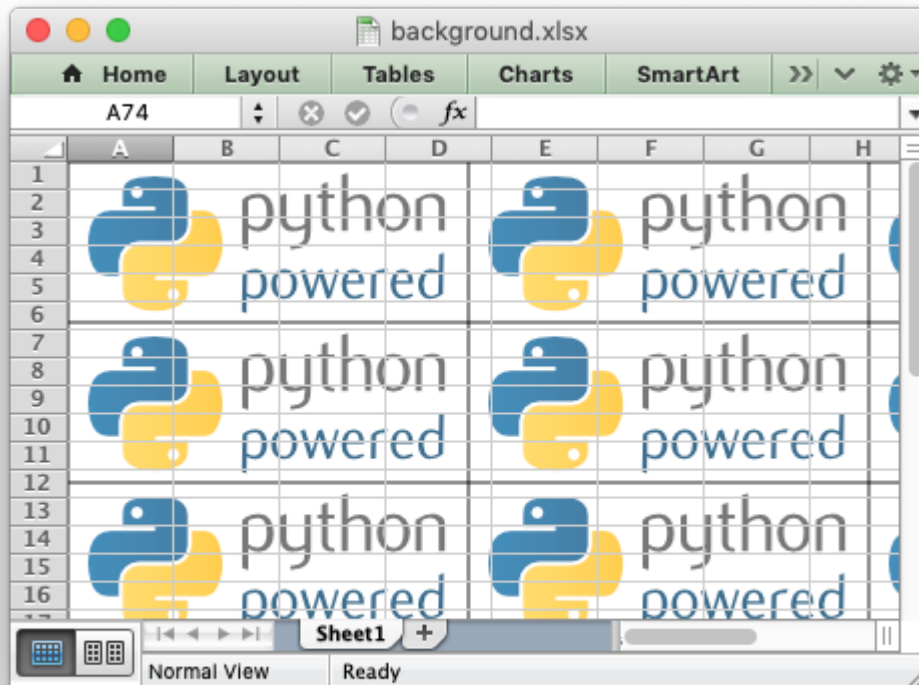 background.xlsx
Home Layout Tables Charts SmartArt
A74 fx
A B C D E F G H
1
2 python python
3
4
5 powered powered
6
7
8 python python
9
10
11 powered powered
12
13
14 python python
15
16 powered powered
17
Sheet1 +
Normal View Ready